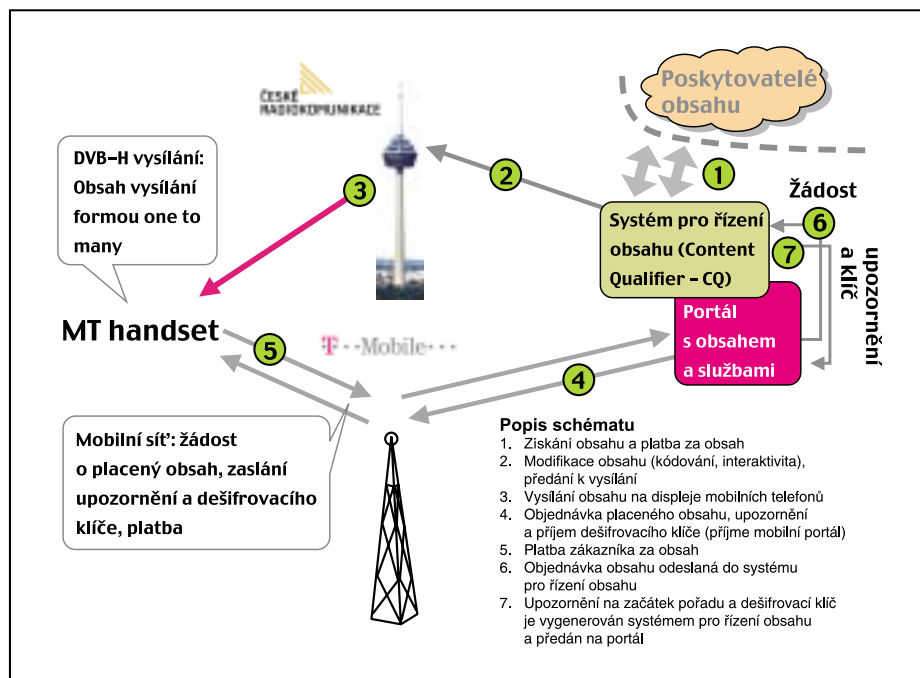 ČESKÉ
RADIOKOMUNIKACE
Poskytovatelé
obsahu
DVB-H vysílání:
Obsah vysílání
formou one to
many
3
2
1
Žádost
6
Systém pro řízení
obsahu (Content
Qualifier – CQ)
7
upozornění
a klíč
MT handset
T··Mobile···
Portál
s obsahem
a službami
5
4
Mobilní síť: žádost
o placený obsah, zaslání
upozornění a dešifrovacího
klíče, platba
Popis schématu
1. Získání obsahu a platba za obsah
2. Modifikace obsahu (kódování, interaktivita),
předání k vysílání
3. Vysílání obsahu na displeje mobilních telefonů
4. Objednávka placeného obsahu, upozornění
a příjem dešifrovacího klíče (příjme mobilní portál)
5. Platba zákazníka za obsah
6. Objednávka obsahu odeslaná do systému
pro řízení obsahu
7. Upozornění na začátek pořadu a dešifrovací klíč
je vygenerován systémem pro řízení obsahu
a předán na portál